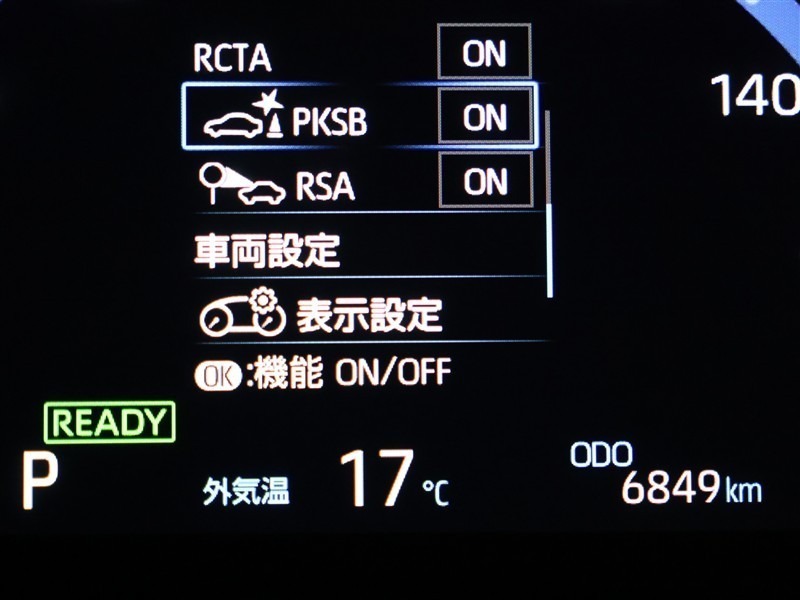 RCTA ON
140
PKSB ON
RSA ON
車両設定
表示設定
OK:機能 ON/OFF
READY
P
外気温 17℃
ODO
6849km